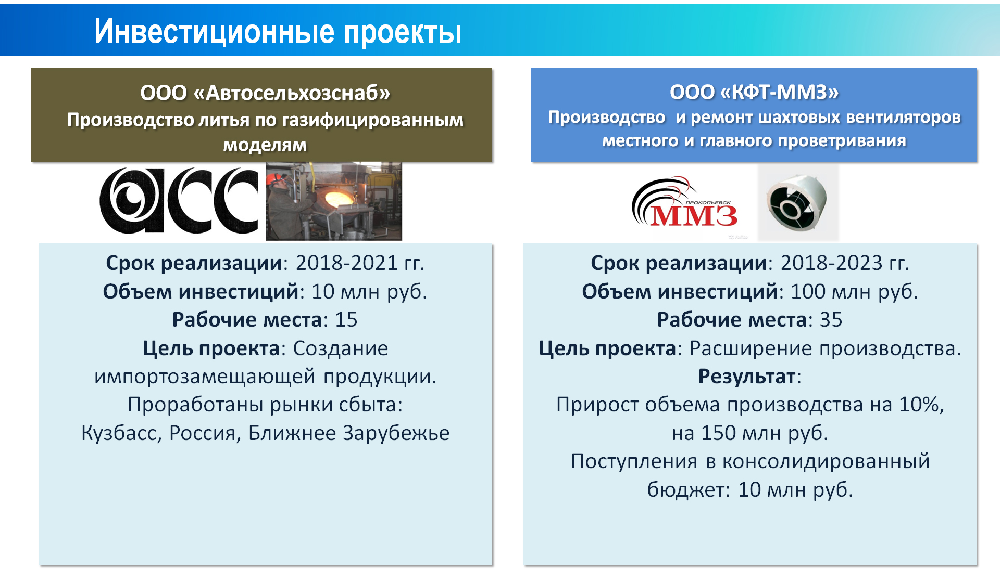 Инвестиционные проекты
ООО «Автосельхозснаб»
Производство литья по газифицированным
моделям
асс
Срок реализации: 2018-2021 гг.
Объем инвестиций: 10 млн руб.
Рабочие места: 15
Цель проекта: Создание
импортозамещающей продукции.
Проработаны рынки сбыта:
Кузбасс, Россия, Ближнее Зарубежье
ООО «КФТ-ММЗ»
Производство и ремонт шахтовых вентиляторов
местного и главного проветривания
ПРОКОПЬЕВСК
ММЗ
Avito
Срок реализации: 2018-2023 гг.
Объем инвестиций: 100 млн руб.
Рабочие места: 35
Цель проекта: Расширение производства.
Результат:
Прирост объема производства на 10%,
на 150 млн руб.
Поступления в консолидированный
бюджет: 10 млн руб.